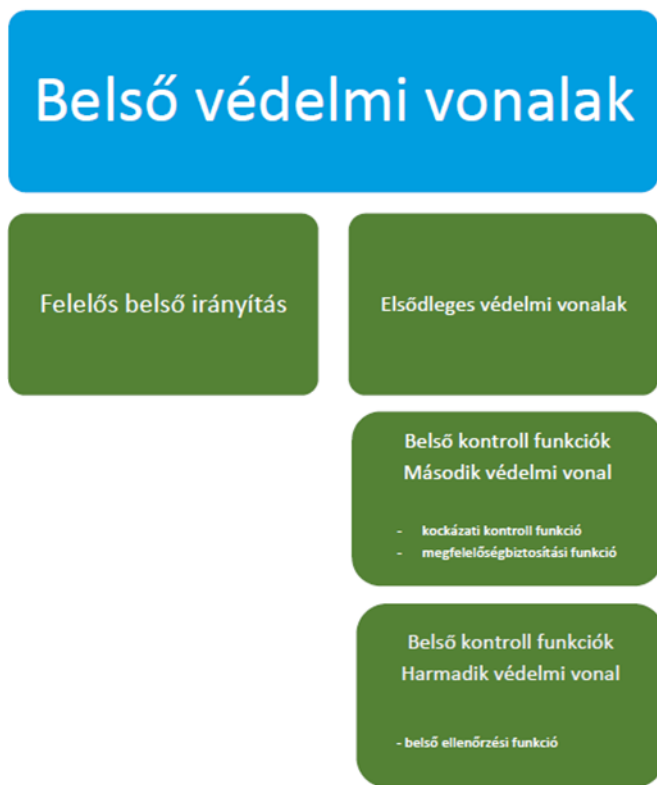 Belső védelmi vonalak
Felelős belső irányítás
Elsődleges védelmi vonalak
Belső kontroll funkciók
Második védelmi vonal
- kockázati kontroll funkció
- megfelelőségbiztosítási funkció
Belső kontroll funkciók
Harmadik védelmi vonal
- belső ellenőrzési funkció